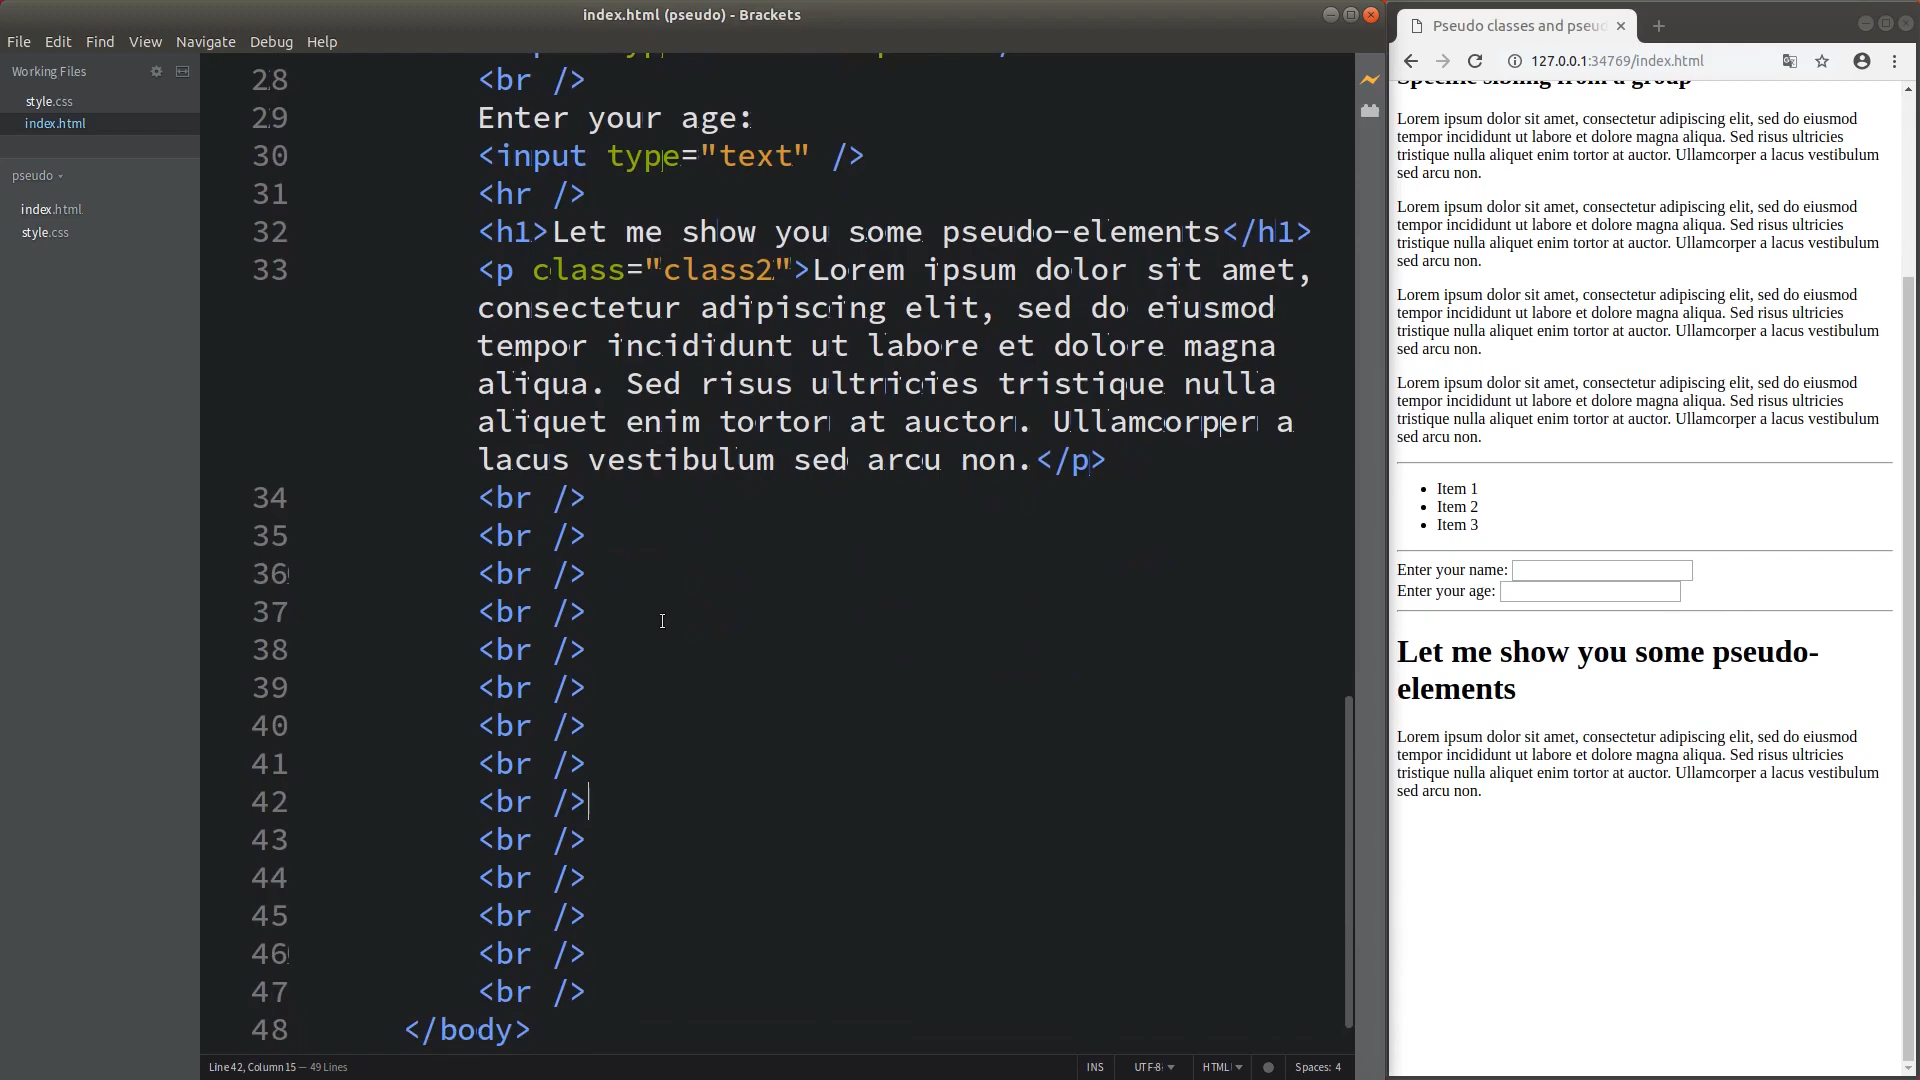 index.html (pseudo) - Brackets
File Edit Find View Navigate Debug Help
Working Files
style.css
index.html
pseudo
index.html
style.css
28 <br />
29 Enter your age:
30 <input type="text" />
31 <hr />
32 <h1>Let me show you some pseudo-elements</h1>
33 <p class="class2">Lorem ipsum dolor sit amet,
consectetur adipiscing elit, sed do eiusmod
tempor incididunt ut labore et dolore magna
aliqua. Sed risus ultricies tristique nulla
aliquet enim tortor at auctor. Ullamcorper a
lacus vestibulum sed arcu non.</p>
34 <br />
35 <br />
36 <br />
37 <br />
38 <br />
39 <br />
40 <br />
41 <br />
42 <br />
43 <br />
44 <br />
45 <br />
46 <br />
47 <br />
48 </body>
Line 42, Column 15 — 49 Lines
INS UTF-8 HTML Spaces: 4
Pseudo classes and pseud
127.0.0.1:34769/index.html
Specific sibling from a group
Lorem ipsum dolor sit amet, consectetur adipiscing elit, sed do eiusmod
tempor incididunt ut labore et dolore magna aliqua. Sed risus ultricies
tristique nulla aliquet enim tortor at auctor. Ullamcorper a lacus vestibulum
sed arcu non.
Lorem ipsum dolor sit amet, consectetur adipiscing elit, sed do eiusmod
tempor incididunt ut labore et dolore magna aliqua. Sed risus ultricies
tristique nulla aliquet enim tortor at auctor. Ullamcorper a lacus vestibulum
sed arcu non.
Lorem ipsum dolor sit amet, consectetur adipiscing elit, sed do eiusmod
tempor incididunt ut labore et dolore magna aliqua. Sed risus ultricies
tristique nulla aliquet enim tortor at auctor. Ullamcorper a lacus vestibulum
sed arcu non.
Lorem ipsum dolor sit amet, consectetur adipiscing elit, sed do eiusmod
tempor incididunt ut labore et dolore magna aliqua. Sed risus ultricies
tristique nulla aliquet enim tortor at auctor. Ullamcorper a lacus vestibulum
sed arcu non.
Item 1
Item 2
Item 3
Enter your name:
Enter your age:
Let me show you some pseudo-
elements
Lorem ipsum dolor sit amet, consectetur adipiscing elit, sed do eiusmod
tempor incididunt ut labore et dolore magna aliqua. Sed risus ultricies
tristique nulla aliquet enim tortor at auctor. Ullamcorper a lacus vestibulum
sed arcu non.